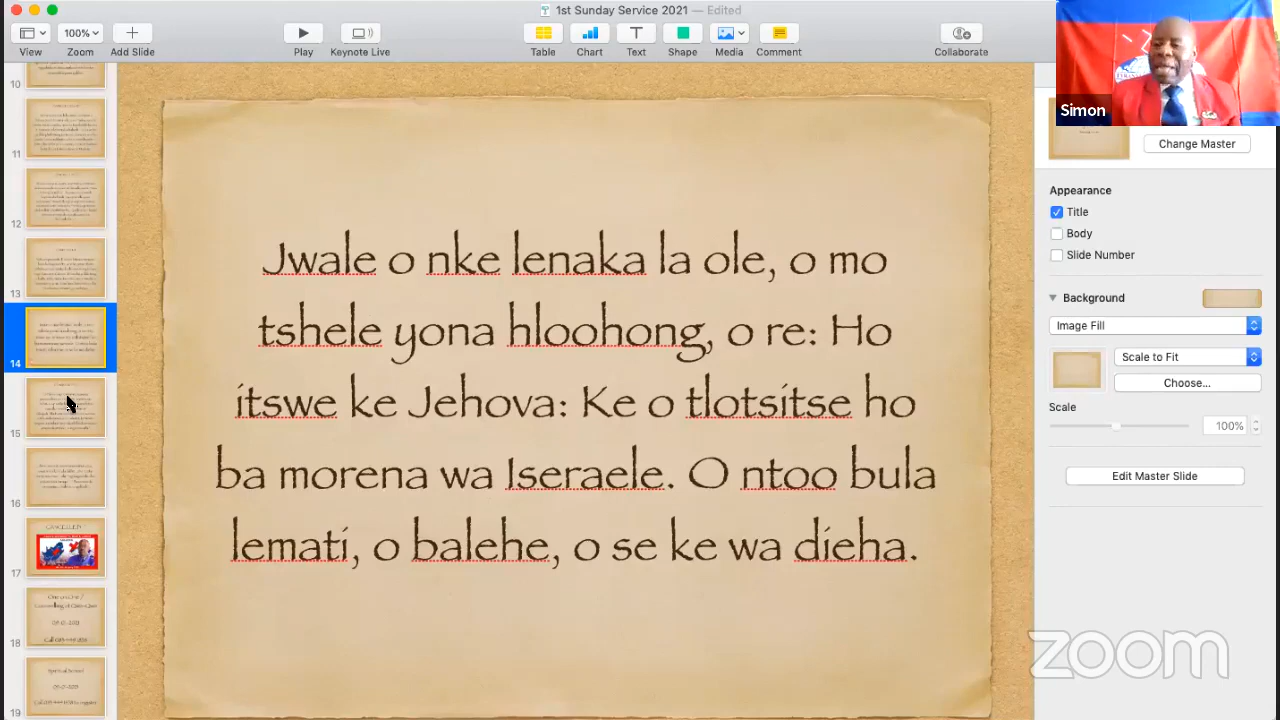 1st Sunday Service 2021 — Edited
View
100%
Zoom
Add Slide
Play
Keynote Live
Table
Chart
Text
Shape
Media
Comment
Collaborate
Simon
10
11
12
13
14
15
16
17
18
19
CANCELLED
Jwale o nke lenaka la ole, o mo
tshele yona hloohong, o re: Ho
itswe ke Jehova: Ke o tlotsitse ho
ba morena wa Iseraele. O ntoo bula
lemati, o balehe, o se ke wa dieha.
Change Master
Appearance
Title
Body
Slide Number
Background
Image Fill
Scale to Fit
Choose...
Scale
100%
Edit Master Slide
zoom